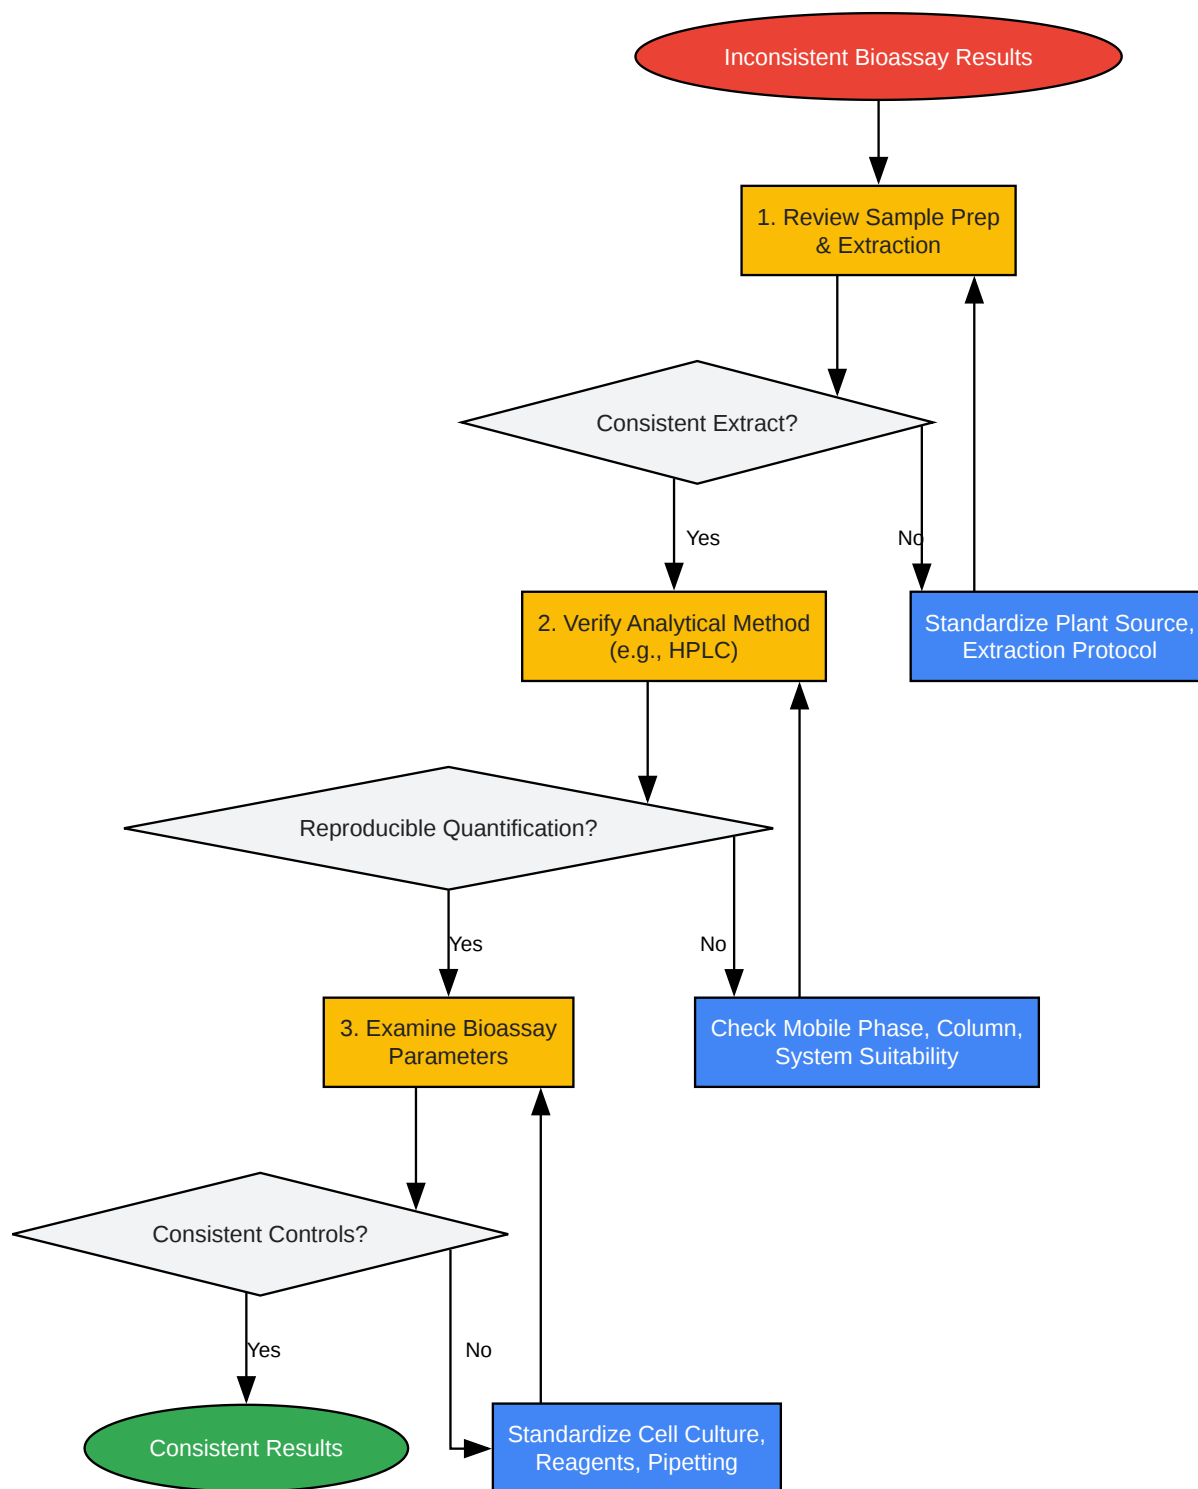 Inconsistent Bioassay Results
1. Review Sample Prep
& Extraction
Consistent Extract?
Yes
No
2. Verify Analytical Method
(e.g., HPLC)
Standardize Plant Source,
Extraction Protocol
Reproducible Quantification?
Yes
No
3. Examine Bioassay
Parameters
Check Mobile Phase, Column,
System Suitability
Consistent Controls?
Yes
No
Consistent Results
Standardize Cell Culture,
Reagents, Pipetting